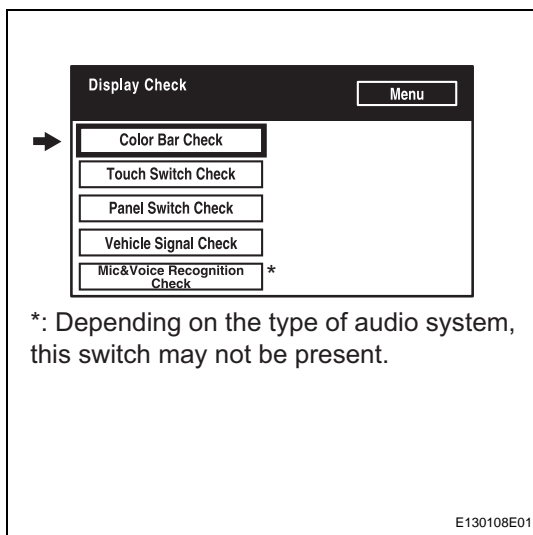 Display Check
Menu
Color Bar Check
Touch Switch Check
Panel Switch Check
Vehicle Signal Check
Mic&Voice Recognition
Check
*
*: Depending on the type of audio system,
this switch may not be present.
E130108E01